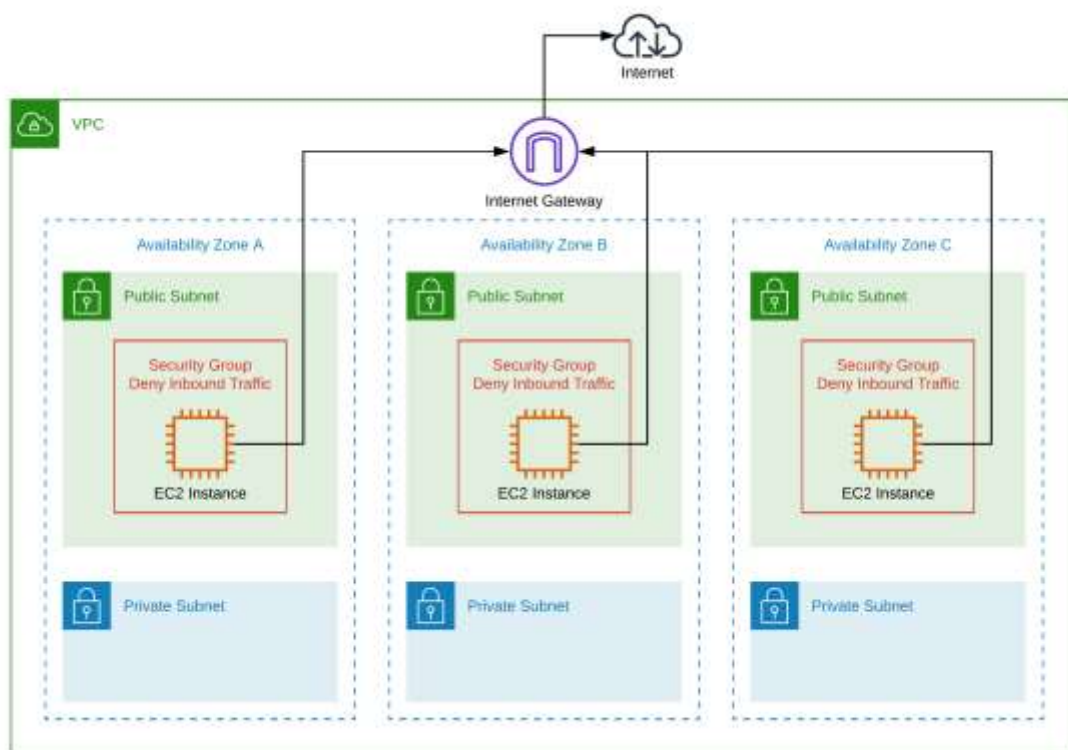 Internet
VPC
Internet Gateway
Availability Zone A
Availability Zone B
Availability Zone C
Public Subnet
Public Subnet
Public Subnet
Security Group
Deny Inbound Traffic
Security Group
Deny Inbound Traffic
Security Group
Deny Inbound Traffic
EC2 Instance
EC2 Instance
EC2 Instance
Private Subnet
Private Subnet
Private Subnet